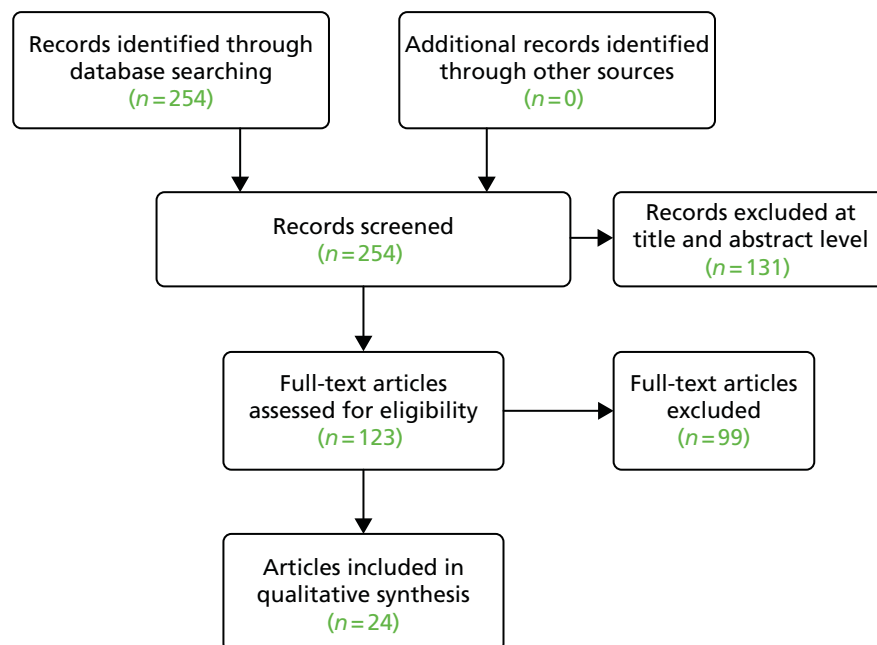 Records identified through
database searching
(n=254)
Additional records identified
through other sources
(n=0)
Records screened
(n=254)
Records excluded at
title and abstract level
(n=131)
Full-text articles
assessed for eligibility
(n=123)
Full-text articles
excluded
(n=99)
Articles included in
qualitative synthesis
(n=24)